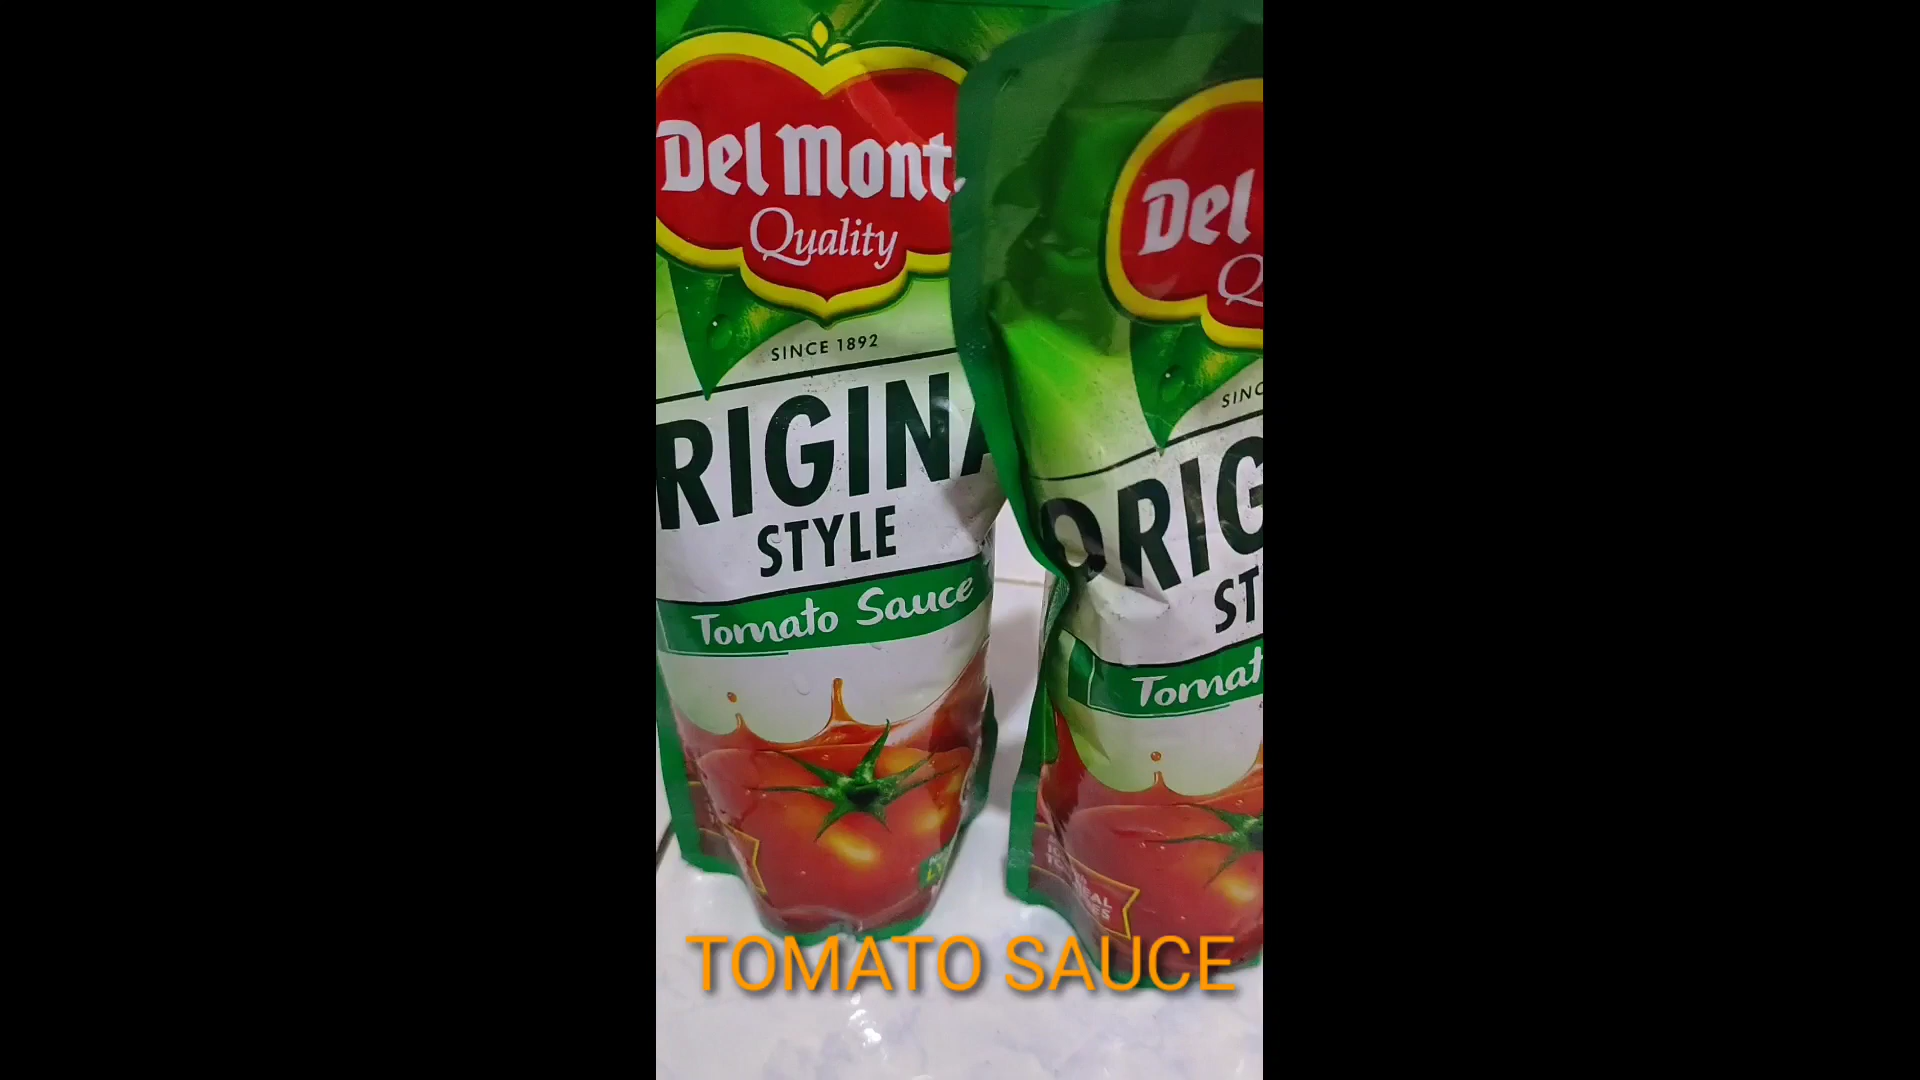 Del Mont
Quality
SINCE 1892
RIGINA
STYLE
Tomato Sauce
Del
Q
SINC
ORIG
ST
Tomat
TOMATO SAUCE